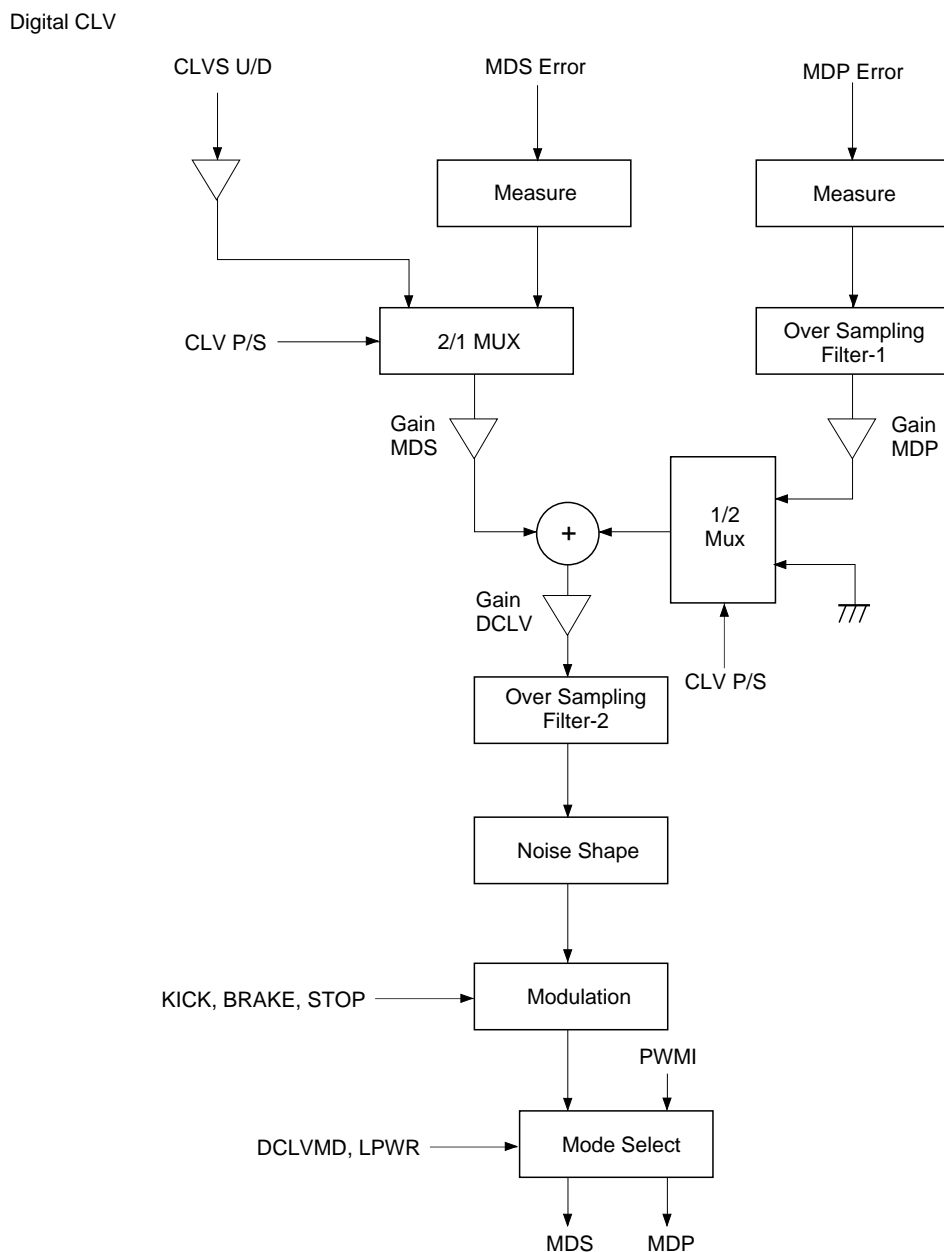 Digital CLV
CLVS U/D
MDS Error
MDP Error
Measure
Measure
CLV P/S
2/1 MUX
Over Sampling
Filter-1
Gain
MDS
Gain
MDP
1/2
Mux
+
Gain
DCLV
CLV P/S
Over Sampling
Filter-2
Noise Shape
KICK, BRAKE, STOP
Modulation
PWMI
DCLVMD, LPWR
Mode Select
MDS
MDP